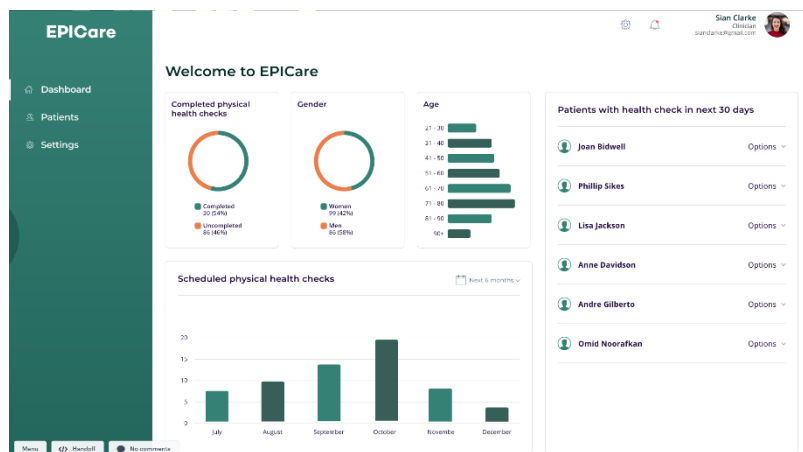 EPICare
Dashboard
Patients
Settings
Sian Clarke
Clinician
sianclarke@gmail.com
Welcome to EPICare
Completed physical
health checks
Completed
30 (54%)
Uncompleted
86 (46%)
Gender
Women
99 (42%)
Men
86 (58%)
Age
21 - 30
31 - 40
41 - 50
51 - 60
61 - 70
71 - 80
81 - 90
90+
Patients with health check in next 30 days
Joan Bidwell Options
Phillip Sikes Options
Lisa Jackson Options
Anne Davidson Options
Andre Gilberto Options
Omid Noorafkan Options
Scheduled physical health checks
Next 6 months
20
15
10
5
0
July August September October Novembe December
Menu </> Handoff No comments